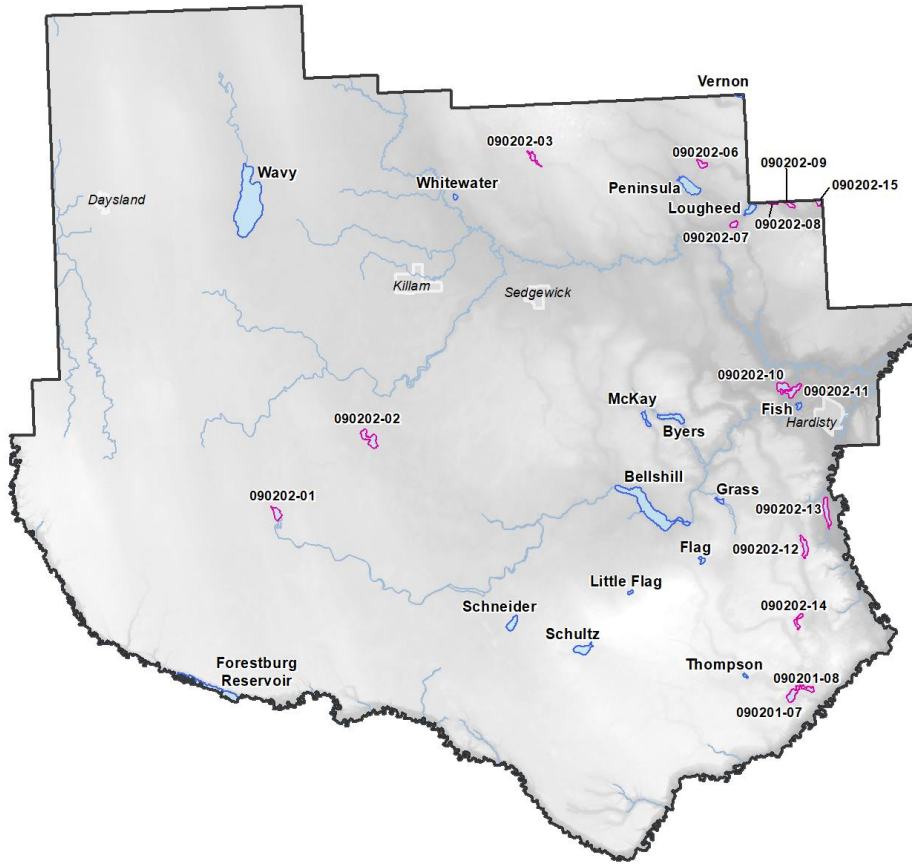 Vernon
090202-03
090202-06
090202-09
Wavy
Whitewater
Peninsula
090202-15
Daysland
Lougheed
090202-08
090202-07
Killam
Sedgewick
090202-10
090202-11
McKay
Fish
Hardisty
090202-02
Byers
Bellshill
Grass
090202-01
090202-13
Flag
090202-12
Little Flag
Schneider
090202-14
Schultz
Forestburg
Reservoir
Thompson
090201-08
090201-07